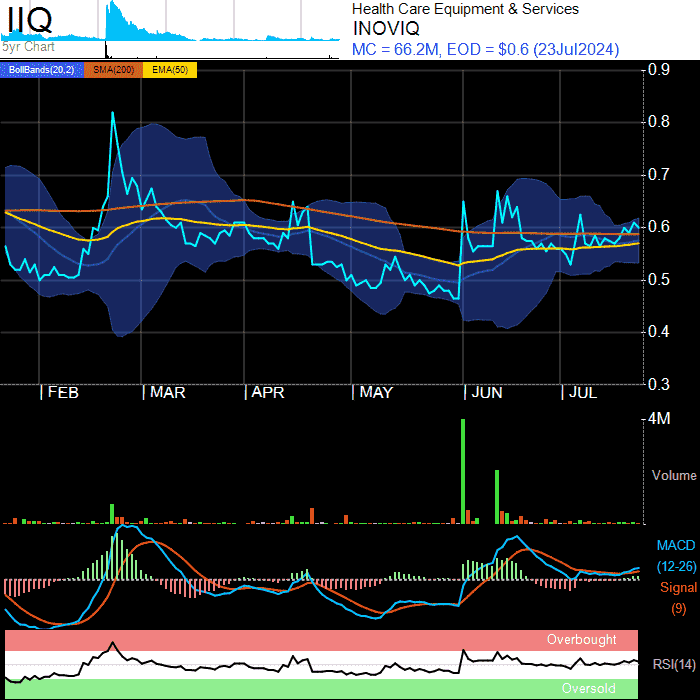 IIQ
5yr Chart
Health Care Equipment & Services
INOVIQ
MC = 66.2M, EOD = $0.6 (23Jul2024)
BollBands(20,2) SMA(200) EMA(50)
0.9
0.8
0.7
0.6
0.5
0.4
0.3
FEB MAR APR MAY JUN JUL
4M
Volume
MACD
(12-26)
Signal
(9)
Overbought
RSI(14)
Oversold